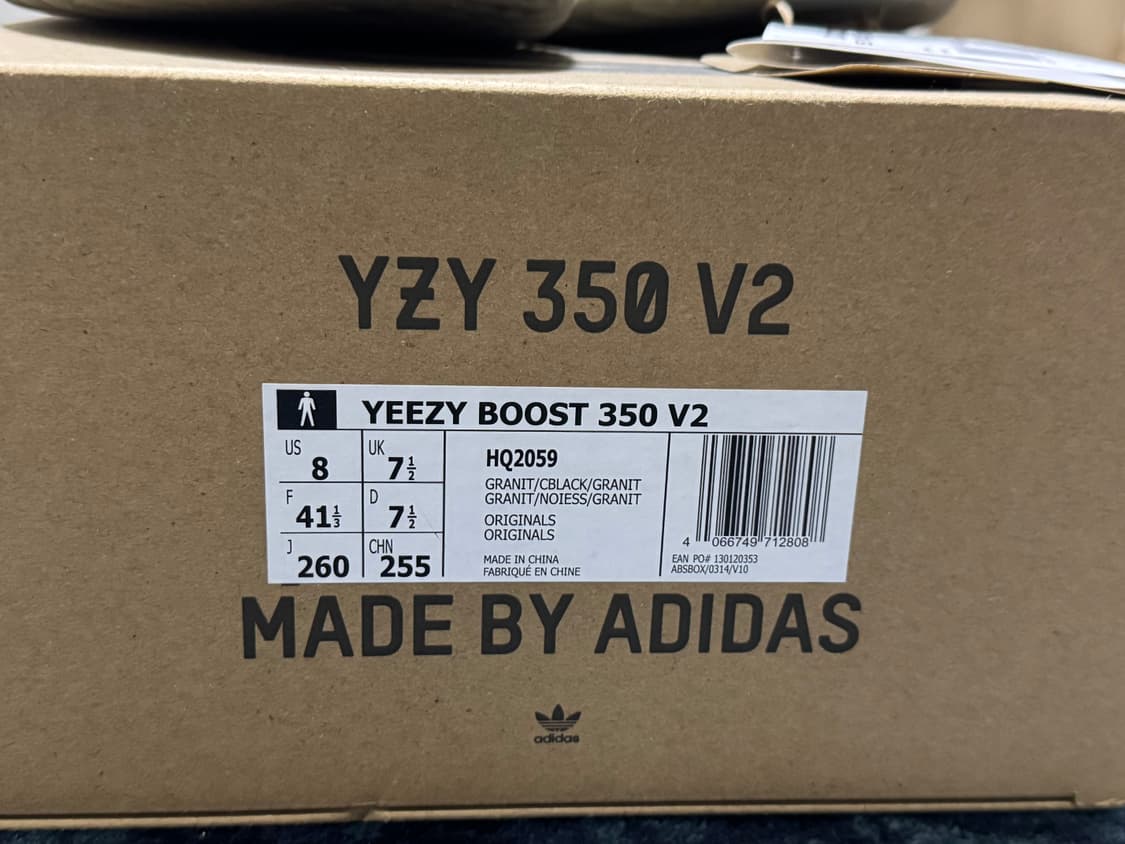 YZY 350 V2
YEEZY BOOST 350 V2
US 8 UK 7½
F 41⅓ D 7½
J 260 CHN 255
HQ2059
GRANIT/CBLACK/GRANIT
GRANIT/NOIESS/GRANIT
ORIGINALS
ORIGINALS
MADE IN CHINA
FABRIQUÉ EN CHINE
4 066749 712808
EAN PO# 130120353
ABSBOX/0314/V10
MADE BY ADIDAS
adidas